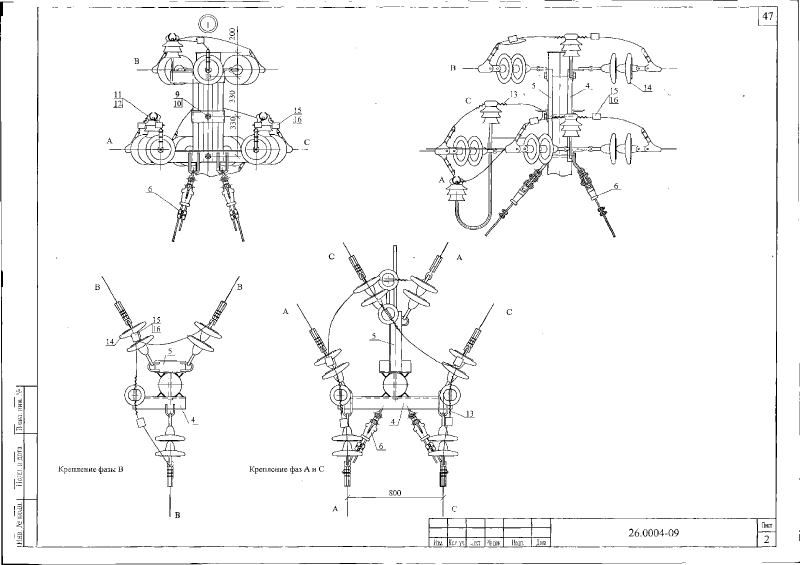 47
1
200
B
B
5
4
14
9
10
330
C
13
15
16
11
12
15
16
330
A
C
A
6
6
B
B
C
A
A
C
15
16
14
5
5
4
4
13
6
Крепление фазы B
Крепление фаз A и C
800
B
A
C
26.0004-09
Лист
2
Изм.
Кол.уч.
Лист
№док.
Подп.
Дата
Взам. инв. №
Подп. и дата
Инв. № подл.